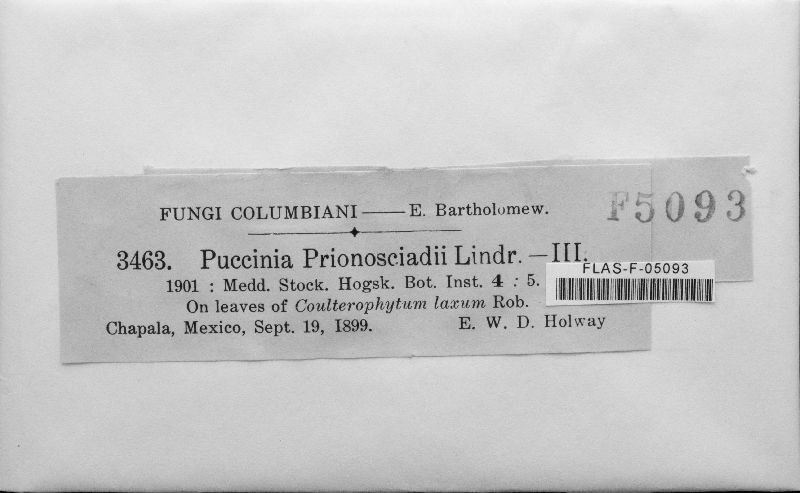 FUNGI COLUMBIANI — E. Bartholomew.
F5093
3463. Puccinia Prionosciadii Lindr. — III.
FLAS-F-05093
1901 : Medd. Stock. Hogsk. Bot. Inst. 4 : 5.
On leaves of Coulterophytum laxum Rob.
Chapala, Mexico, Sept. 19, 1899. E. W. D. Holway